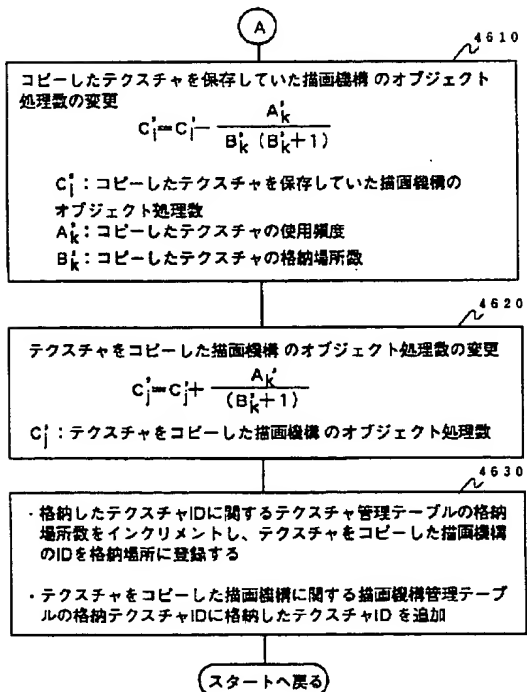 A
4610
コピーしたテクスチャを保存していた描画機構 のオブジェクト
処理数の変更
C'i=C'i− A'k / B'k (B'k+1)
C'i：コピーしたテクスチャを保存していた描画機構の
オブジェクト処理数
A'k：コピーしたテクスチャの使用頻度
B'k：コピーしたテクスチャの格納場所数
4620
テクスチャをコピーした描画機構 のオブジェクト処理数の変更
C'j=C'j+ Ak' / (B'k+1)
C'j：テクスチャをコピーした描画機構 のオブジェクト処理数
4630
・格納したテクスチャIDに関するテクスチャ管理テーブルの格納
場所数をインクリメントし、テクスチャをコピーした描画機構
のIDを格納場所に登録する
・テクスチャをコピーした描画機構に関する描画機構管理テーブ
ルの格納テクスチャIDに格納したテクスチャID を追加
スタートへ戻る